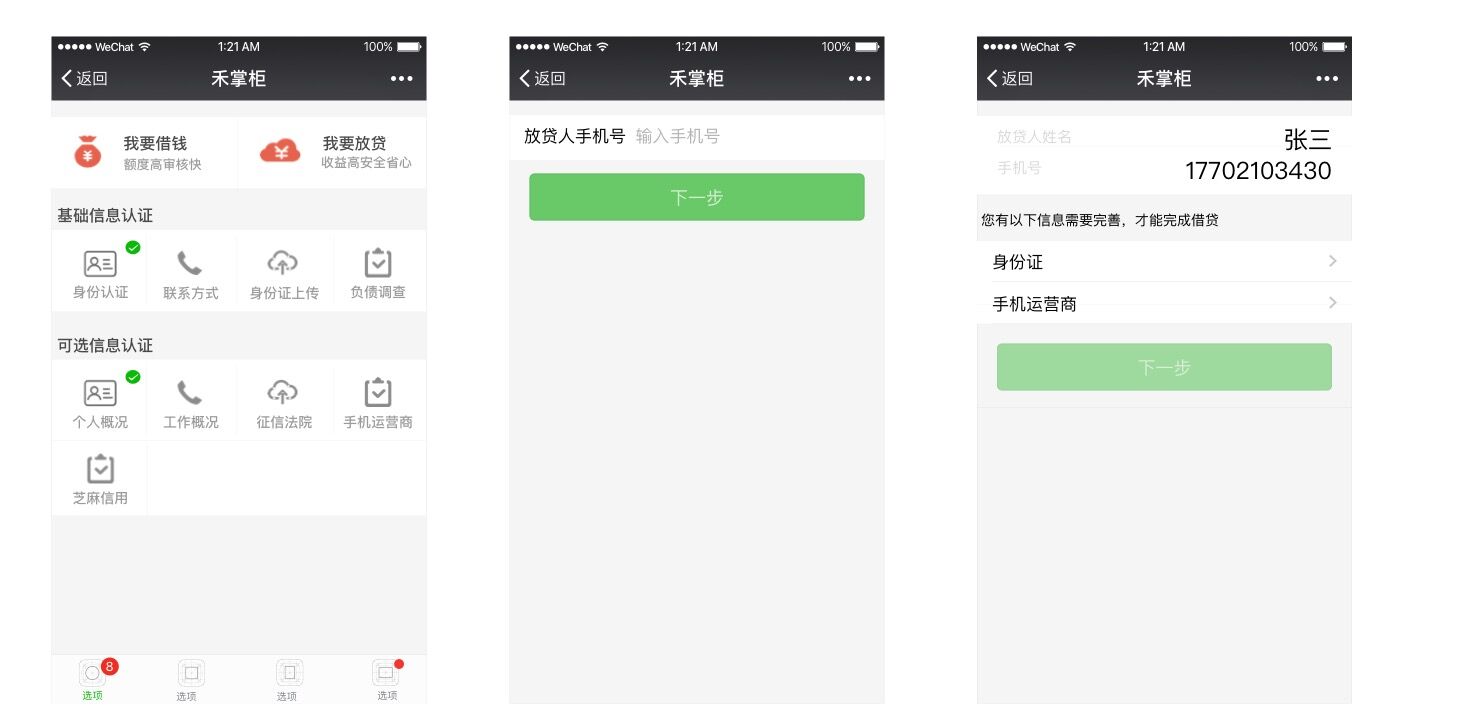 WeChat 1:21 AM 100%
返回 禾掌柜
我要借钱
额度高审核快
我要放贷
收益高安全省心
基础信息认证
身份认证 联系方式 身份证上传 负债调查
可选信息认证
个人概况 工作概况 征信法院 手机运营商
芝麻信用
8
选项 选项 选项 选项
WeChat 1:21 AM 100%
返回 禾掌柜
放贷人手机号 输入手机号
下一步
WeChat 1:21 AM 100%
返回 禾掌柜
放贷人姓名 张三
手机号 17702103430
您有以下信息需要完善，才能完成借贷
身份证
手机运营商
下一步